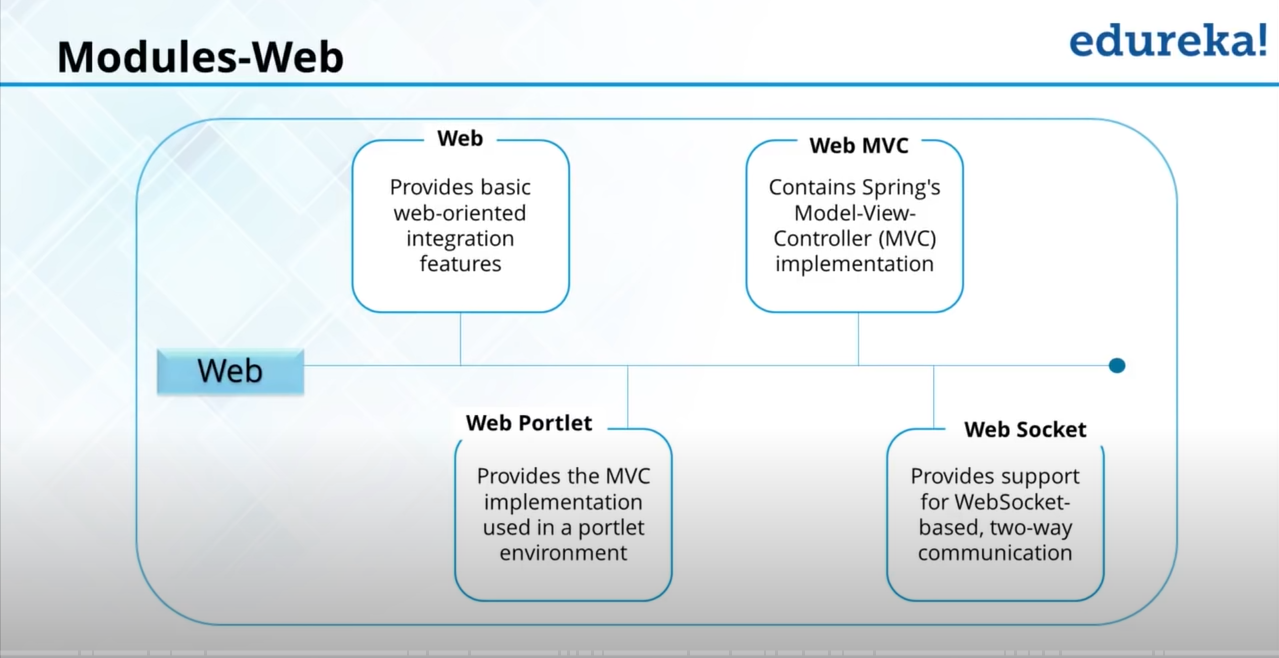 Modules-Web
edureka!
Web
Provides basic
web-oriented
integration
features
Web MVC
Contains Spring's
Model-View-
Controller (MVC)
implementation
Web
Web Portlet
Provides the MVC
implementation
used in a portlet
environment
Web Socket
Provides support
for WebSocket-
based, two-way
communication